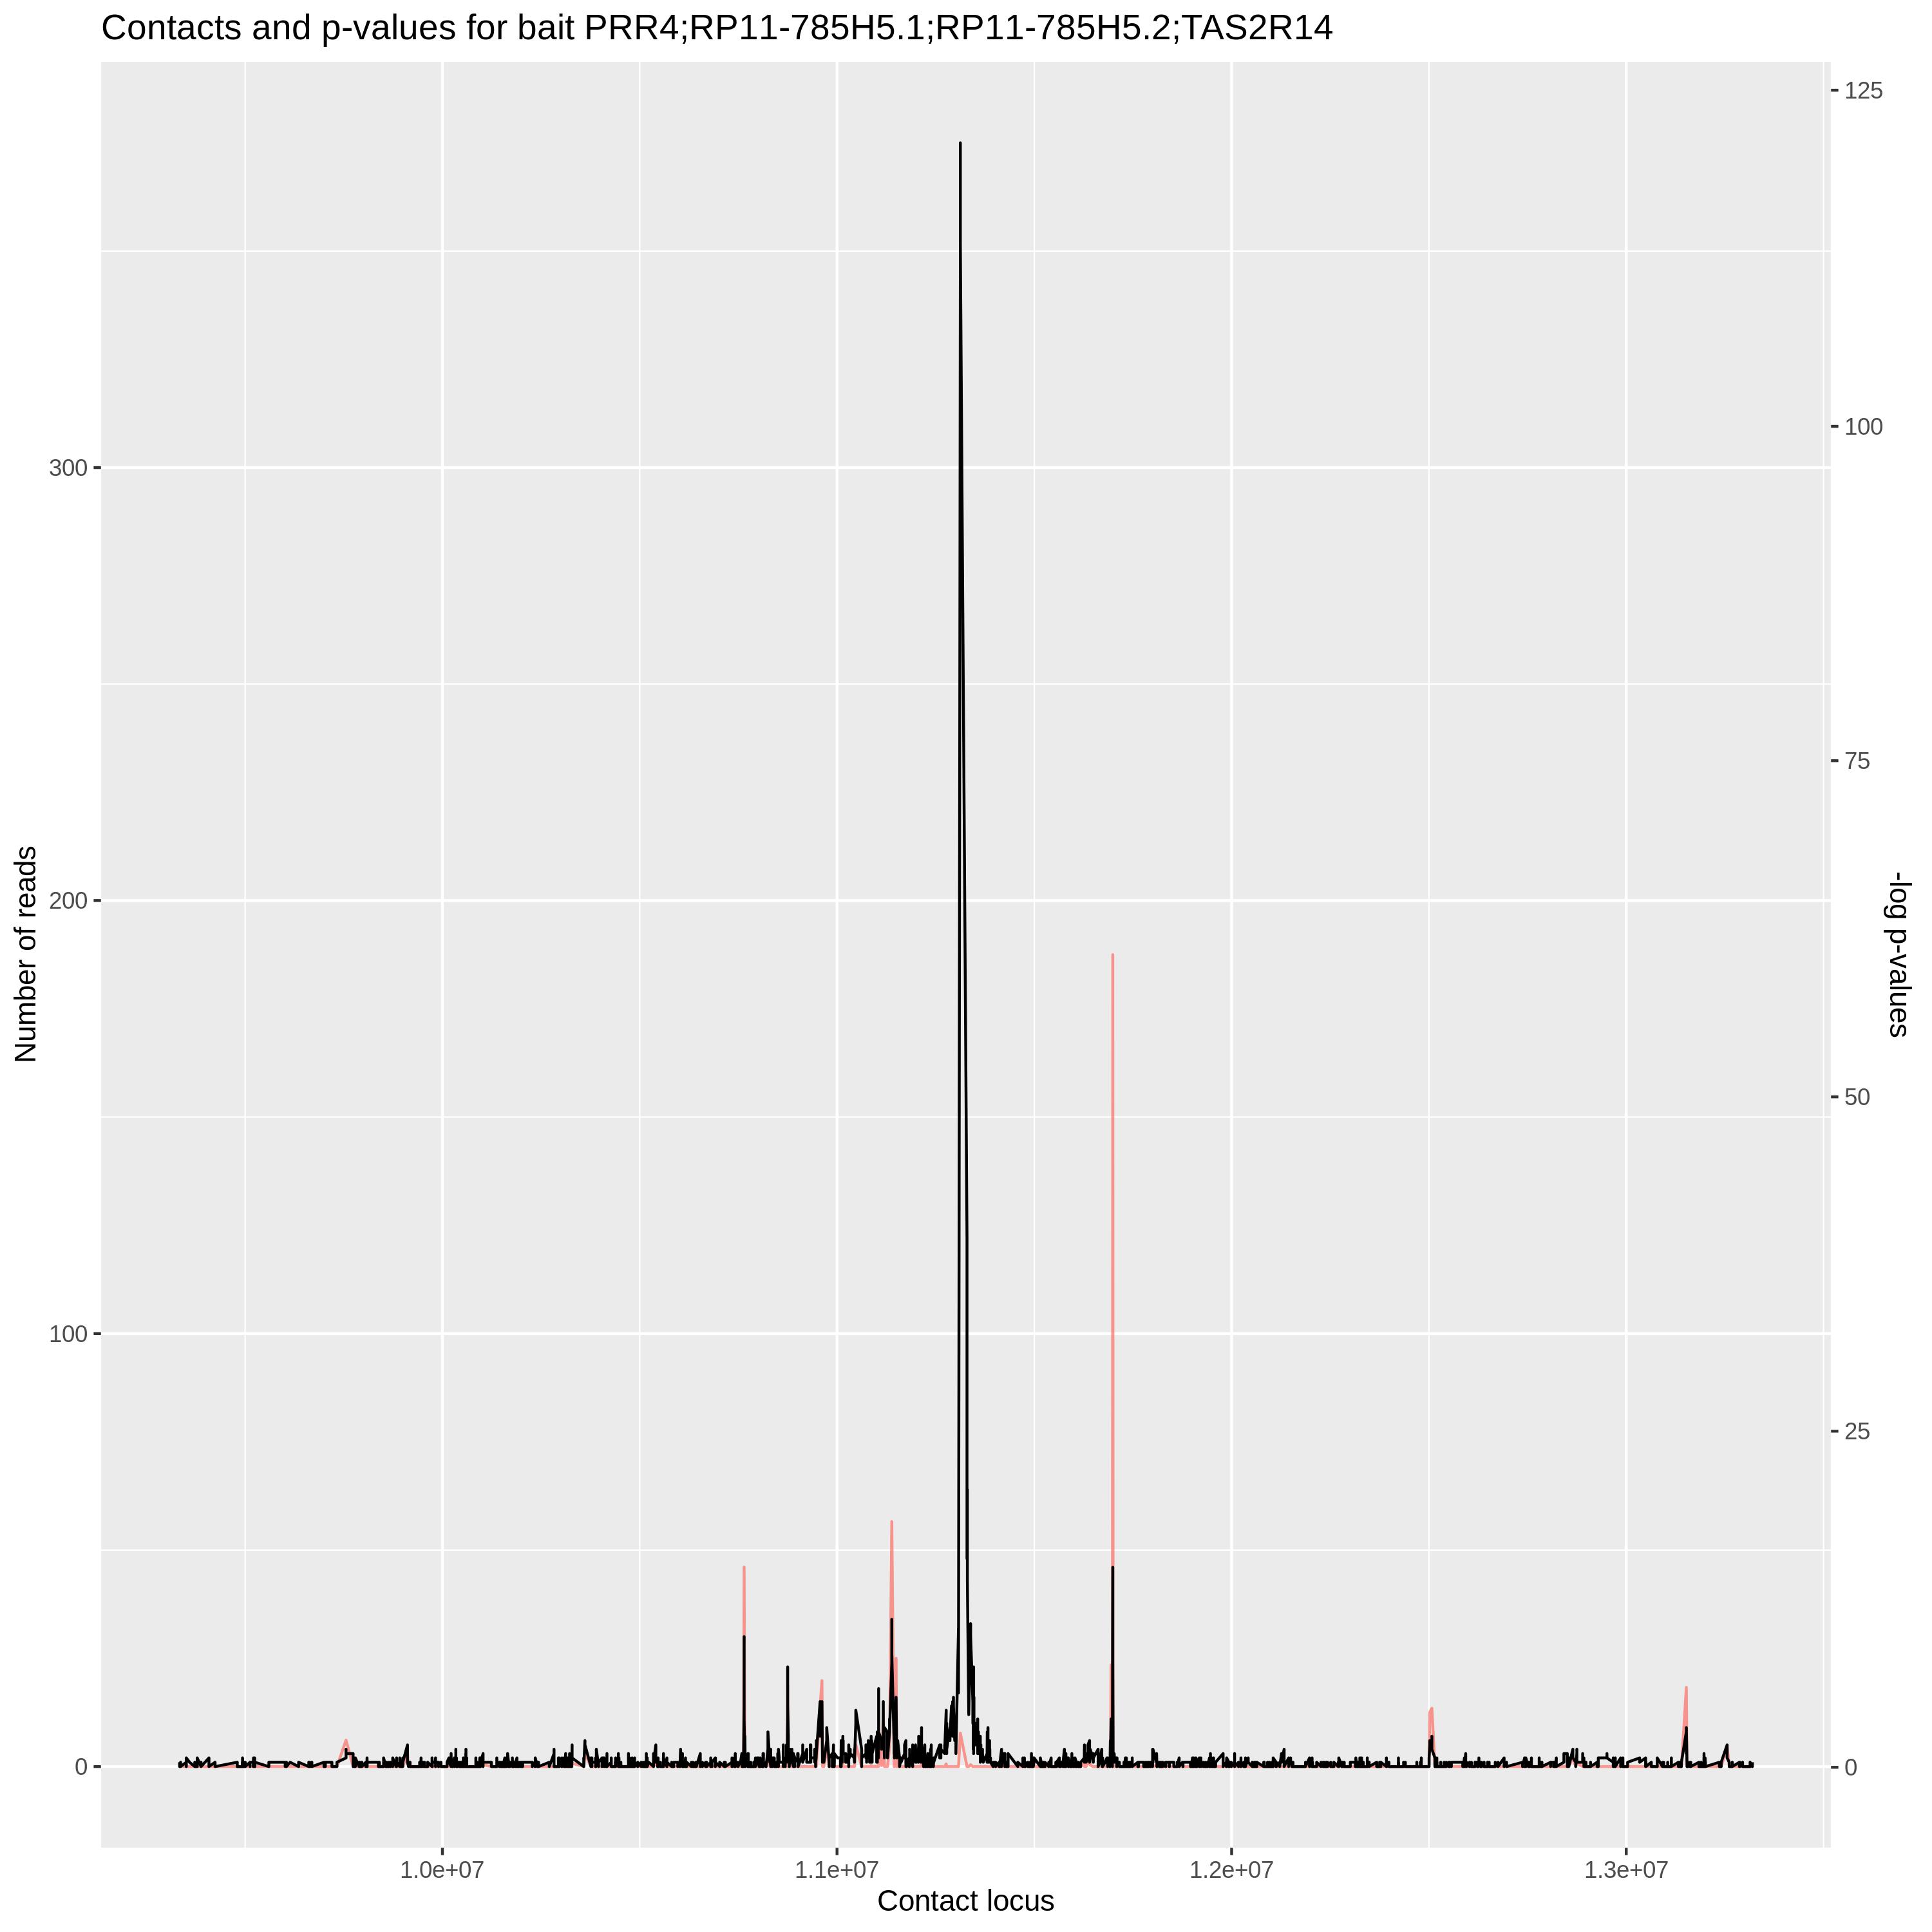 Contacts and p-values for bait PRR4;RP11-785H5.1;RP11-785H5.2;TAS2R14
125
100
75
50
25
0
-log p-values
300
200
100
0
Number of reads
1.0e+07
1.1e+07
1.2e+07
1.3e+07
Contact locus